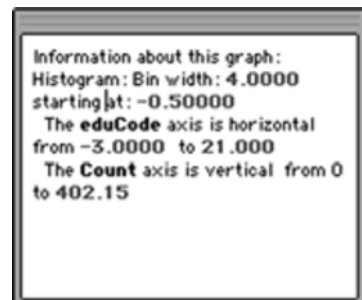 Information about this graph:
Histogram: Bin width: 4.0000
starting at: -0.50000
The eduCode axis is horizontal
from -3.0000 to 21.000
The Count axis is vertical from 0
to 402.15